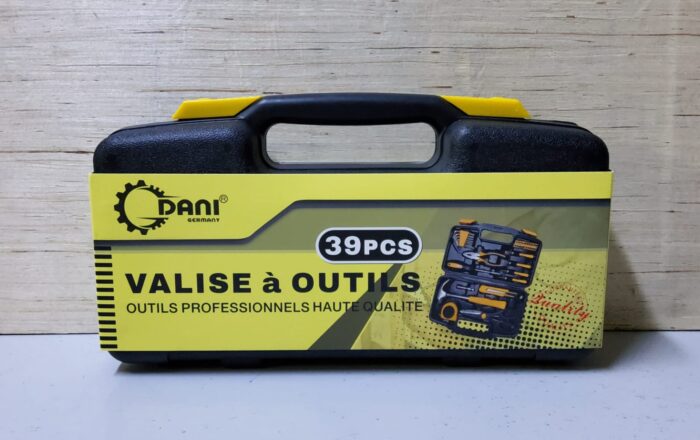 DANI®
GERMANY
39PCS
VALISE à OUTILS
OUTILS PROFESSIONNELS HAUTE QUALITE
Quality